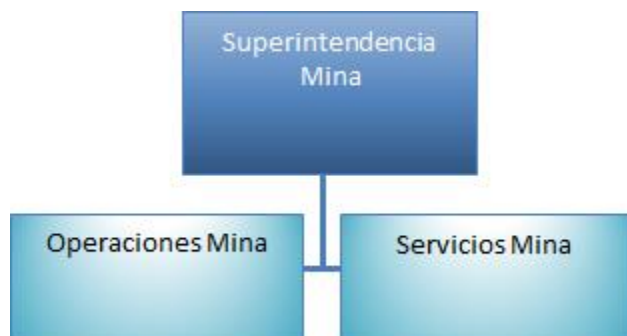 Superintendencia
Mina
Operaciones Mina
Servicios Mina